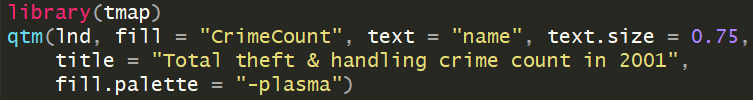 library(tmap)
qtm(lnd, fill = "CrimeCount", text = "name", text.size = 0.75,
    title = "Total theft & handling crime count in 2001",
    fill.palette = "-plasma")